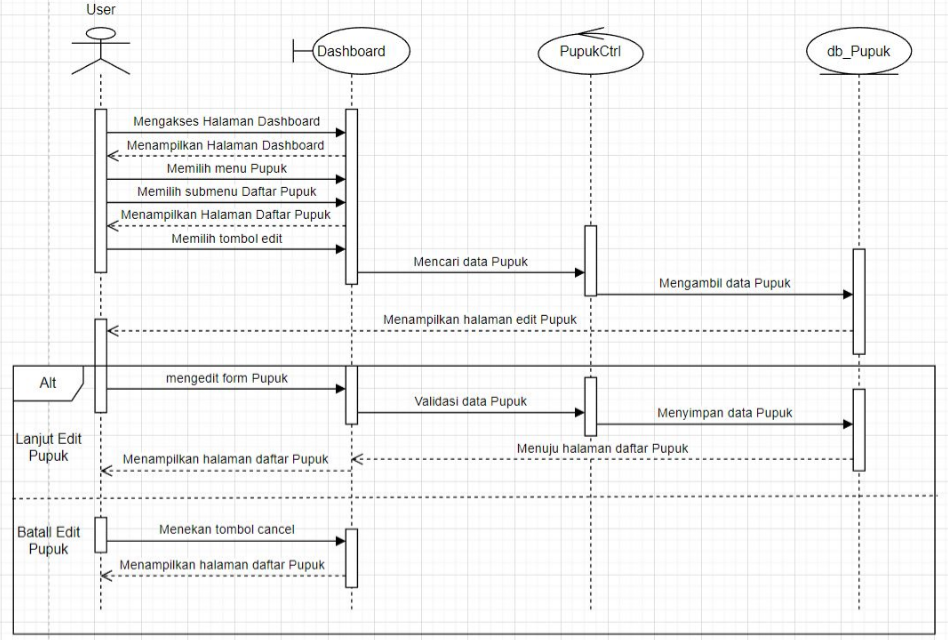 User
Dashboard
PupukCtrl
db_Pupuk
Mengakses Halaman Dashboard
Menampilkan Halaman Dashboard
Memilih menu Pupuk
Memilih submenu Daftar Pupuk
Menampilkan Halaman Daftar Pupuk
Memilih tombol edit
Mencari data Pupuk
Mengambil data Pupuk
Menampilkan halaman edit Pupuk
Alt
mengedit form Pupuk
Validasi data Pupuk
Menyimpan data Pupuk
Lanjut Edit
Pupuk
Menuju halaman daftar Pupuk
Menampilkan halaman daftar Pupuk
Batall Edit
Pupuk
Menekan tombol cancel
Menampilkan halaman daftar Pupuk